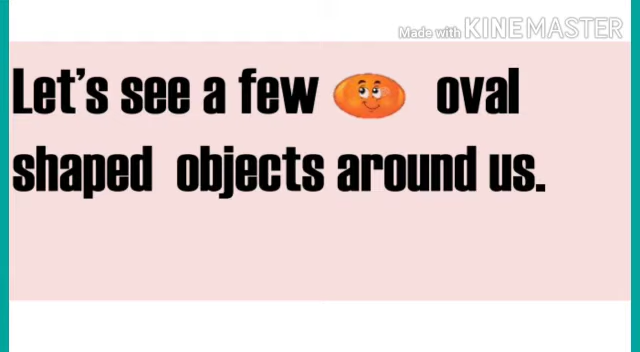 Made with KINEMASTER
Let's see a few oval
shaped objects around us.